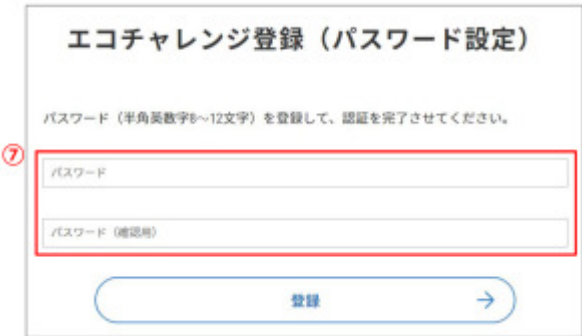 エコチャレンジ登録（パスワード設定）
パスワード（半角英数字8～12文字）を登録して、認証を完了させてください。
⑦
パスワード
パスワード（確認用）
登録